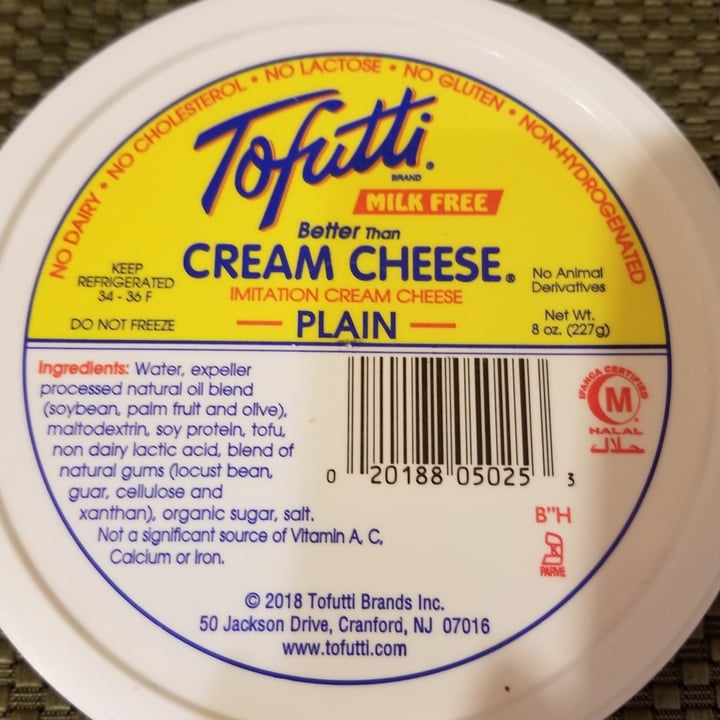 NO DAIRY • NO CHOLESTEROL • NO LACTOSE • NO GLUTEN • NON-HYDROGENATED
Tofutti®
BRAND
MILK FREE
Better Than
CREAM CHEESE®
IMITATION CREAM CHEESE
PLAIN
KEEP
REFRIGERATED
34 - 36 F
DO NOT FREEZE
No Animal
Derivatives
Net Wt.
8 oz. (227g)
Ingredients: Water, expeller
processed natural oil blend
(soybean, palm fruit and olive),
maltodextrin, soy protein, tofu,
non dairy lactic acid, blend of
natural gums (locust bean,
guar, cellulose and
xanthan), organic sugar, salt.
Not a significant source of Vitamin A, C,
Calcium or Iron.
0 20188 05025 3
IFANCA CERTIFIED
M
HALAL
حلال
B"H
K
PARVE
© 2018 Tofutti Brands Inc.
50 Jackson Drive, Cranford, NJ 07016
www.tofutti.com